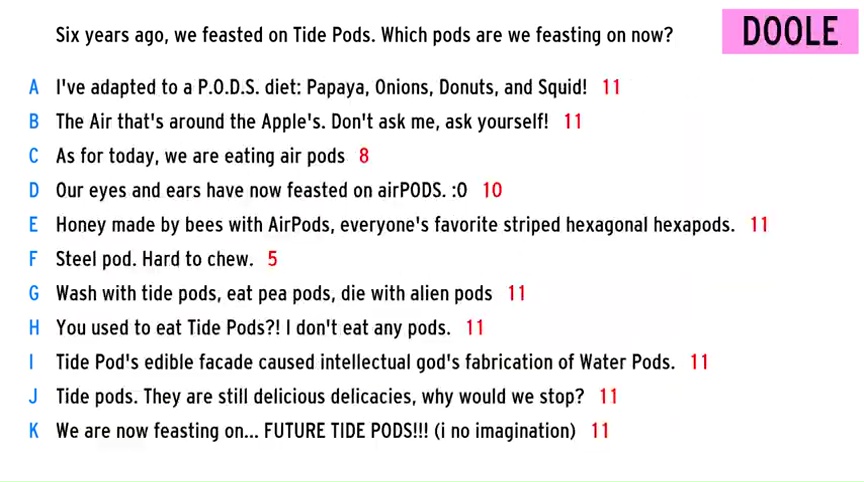 Six years ago, we feasted on Tide Pods. Which pods are we feasting on now?
DOOLE
A I've adapted to a P.O.D.S. diet: Papaya, Onions, Donuts, and Squid! 11
B The Air that's around the Apple's. Don't ask me, ask yourself! 11
C As for today, we are eating air pods 8
D Our eyes and ears have now feasted on airPODS. :O 10
E Honey made by bees with AirPods, everyone's favorite striped hexagonal hexapods. 11
F Steel pod. Hard to chew. 5
G Wash with tide pods, eat pea pods, die with alien pods 11
H You used to eat Tide Pods?! I don't eat any pods. 11
I Tide Pod's edible facade caused intellectual god's fabrication of Water Pods. 11
J Tide pods. They are still delicious delicacies, why would we stop? 11
K We are now feasting on... FUTURE TIDE PODS!!! (i no imagination) 11